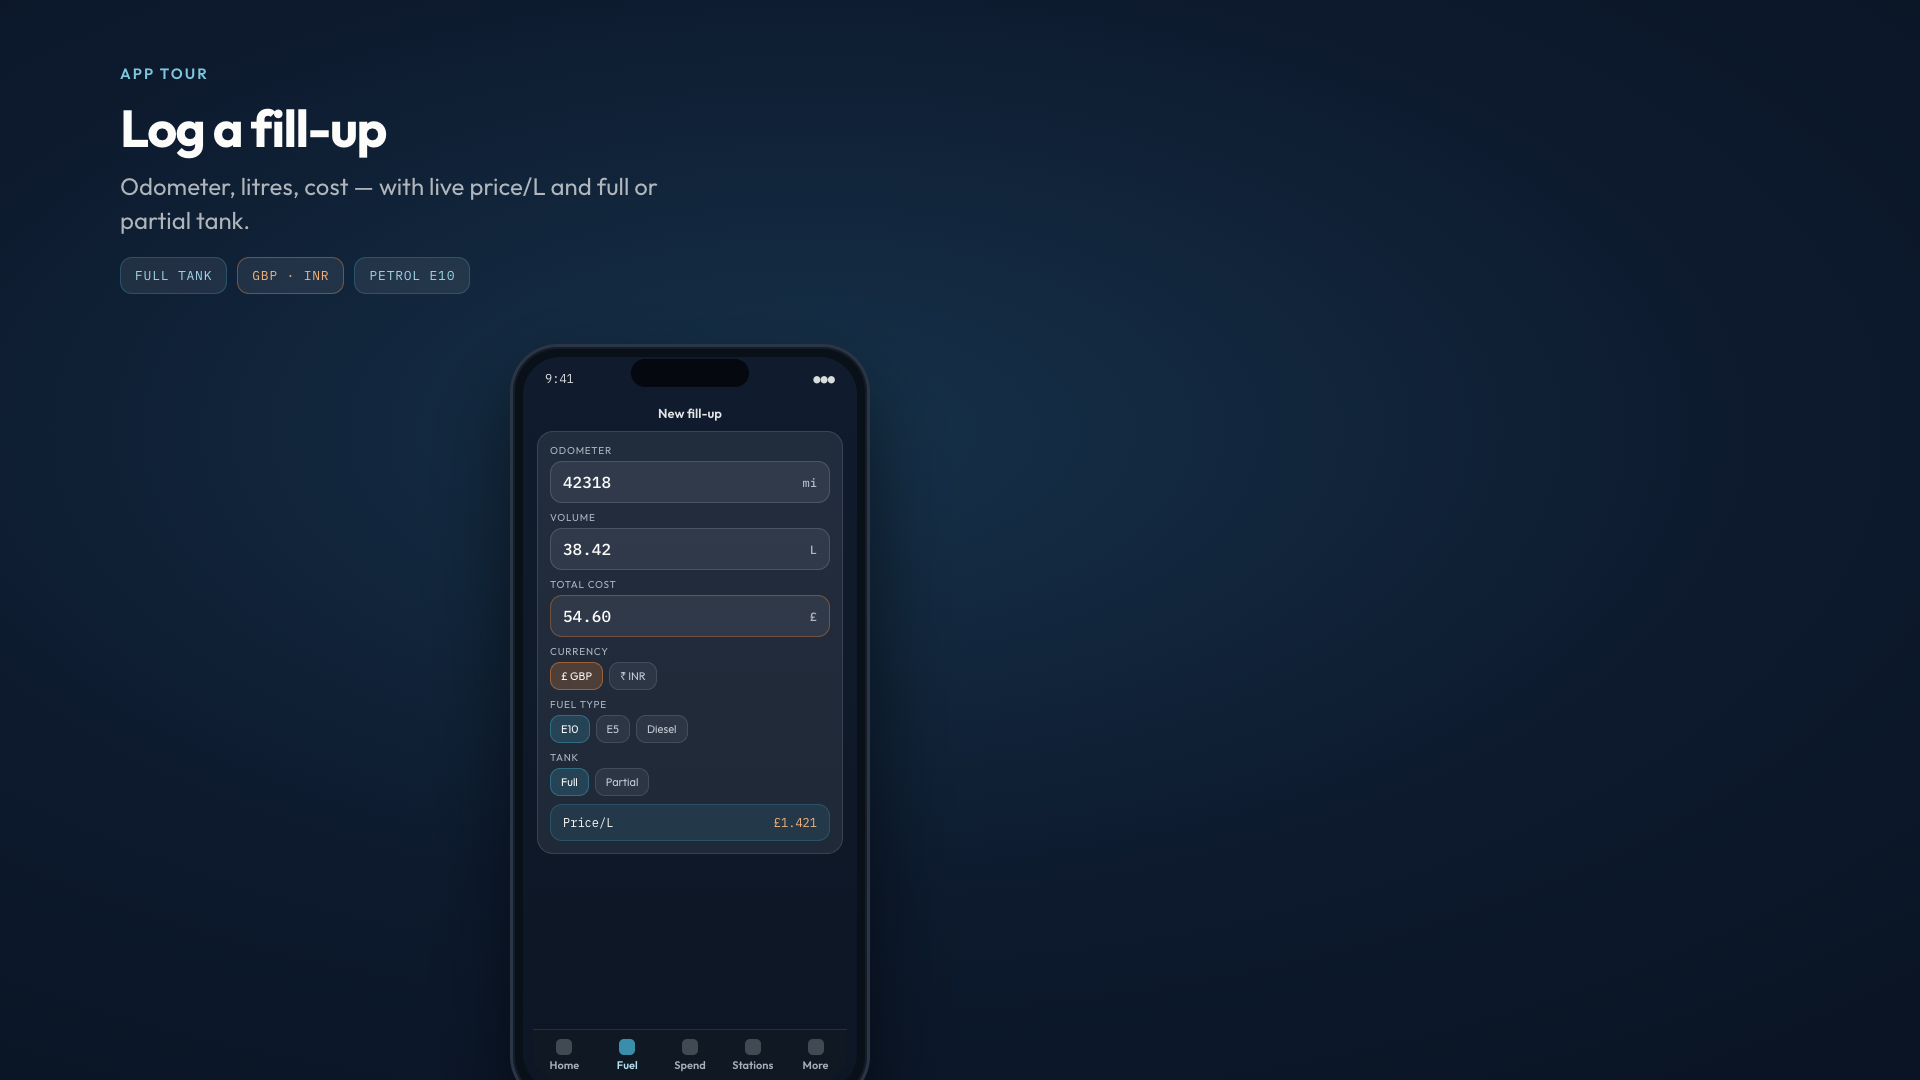 APP TOUR
Log a fill-up
Odometer, litres, cost — with live price/L and full or
partial tank.
FULL TANK
GBP · INR
PETROL E10
9:41
New fill-up
ODOMETER
42318 mi
VOLUME
38.42 L
TOTAL COST
54.60 £
CURRENCY
£ GBP ₹ INR
FUEL TYPE
E10 E5 Diesel
TANK
Full Partial
Price/L £1.421
Home Fuel Spend Stations More